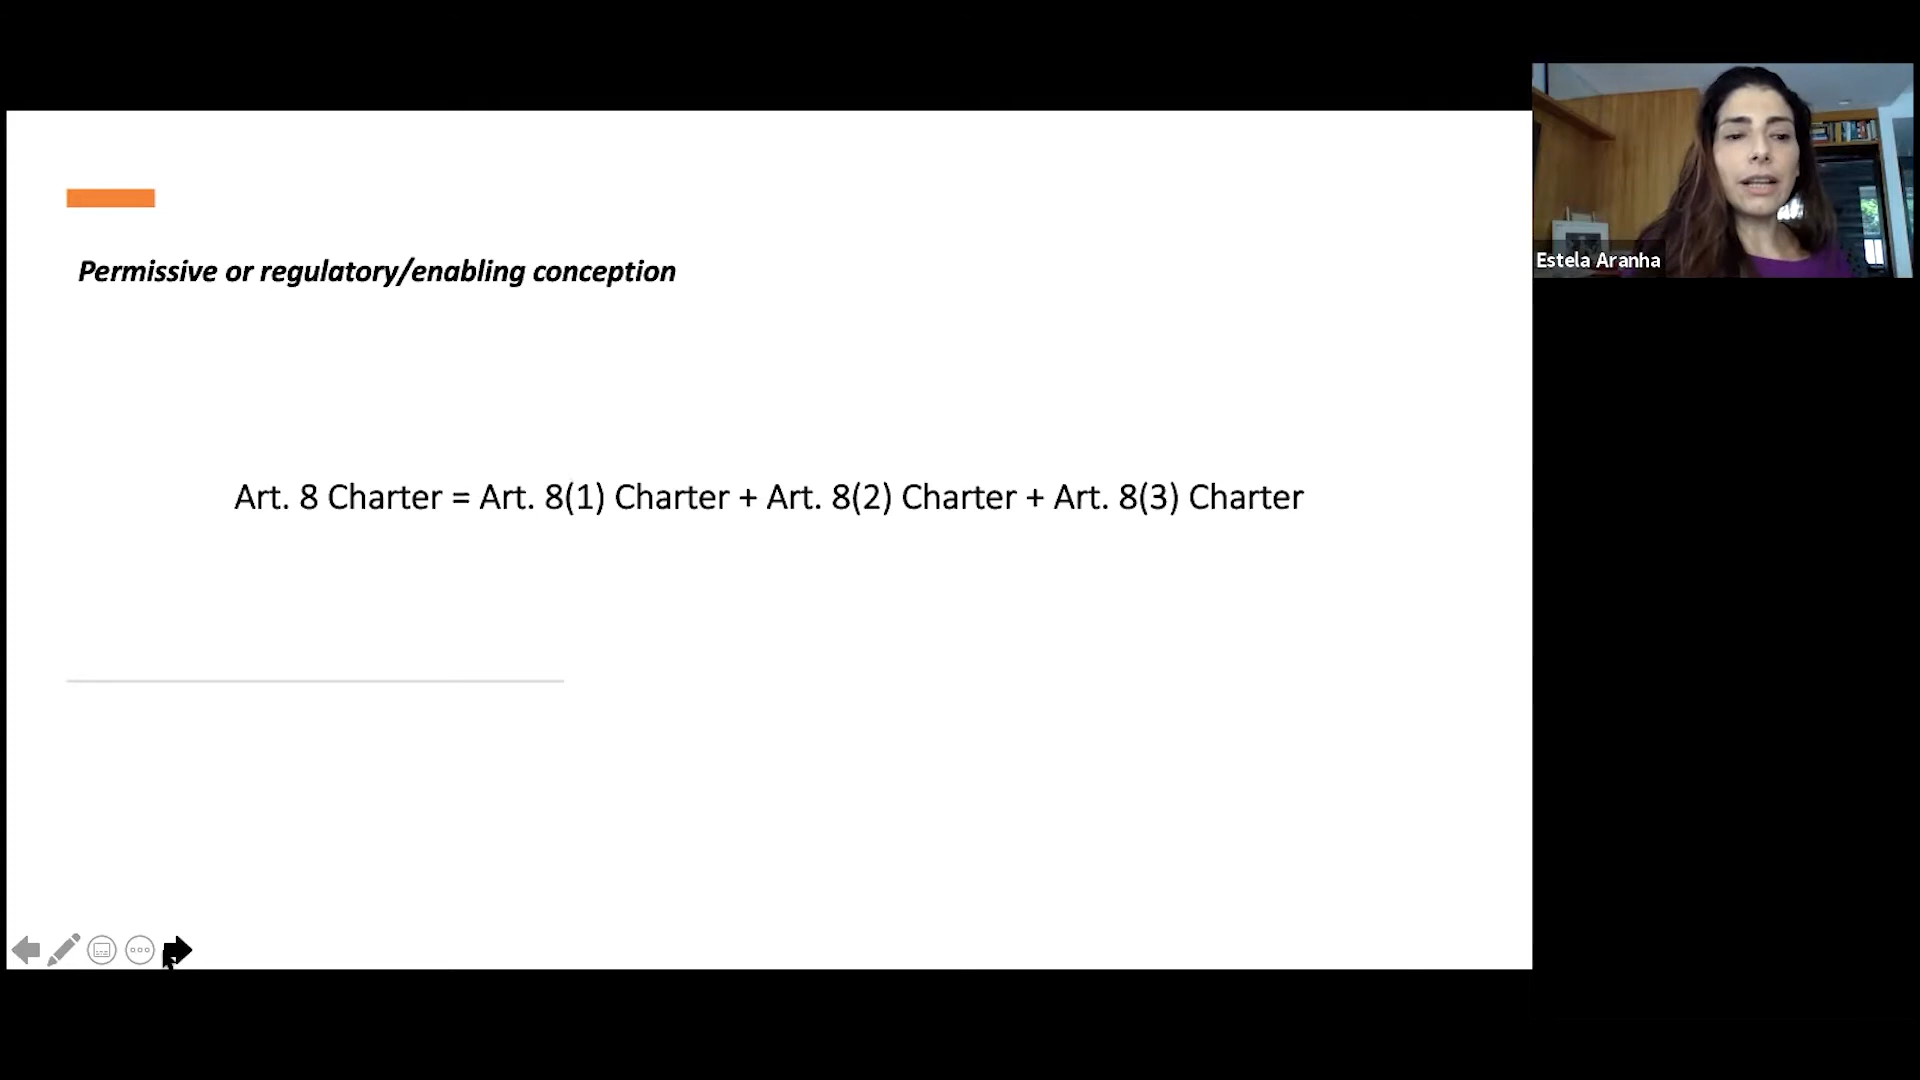 Permissive or regulatory/enabling conception
Art. 8 Charter = Art. 8(1) Charter + Art. 8(2) Charter + Art. 8(3) Charter
Estela Aranha